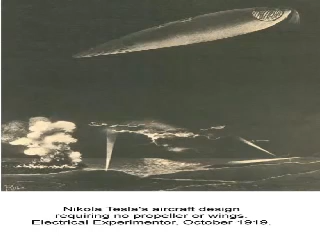 Nikola Tesla's aircraft design
requiring no propeller or wings.
Electrical Experimentor, October 1919.